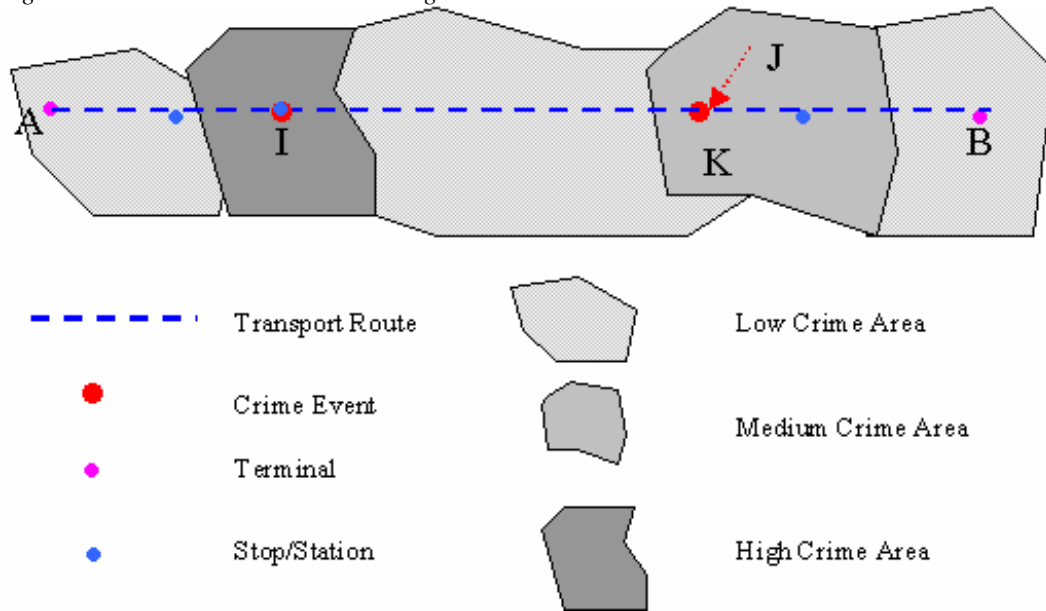 J
A
I
K
B
Transport Route
Low Crime Area
Crime Event
Medium Crime Area
Terminal
Stop/Station
High Crime Area